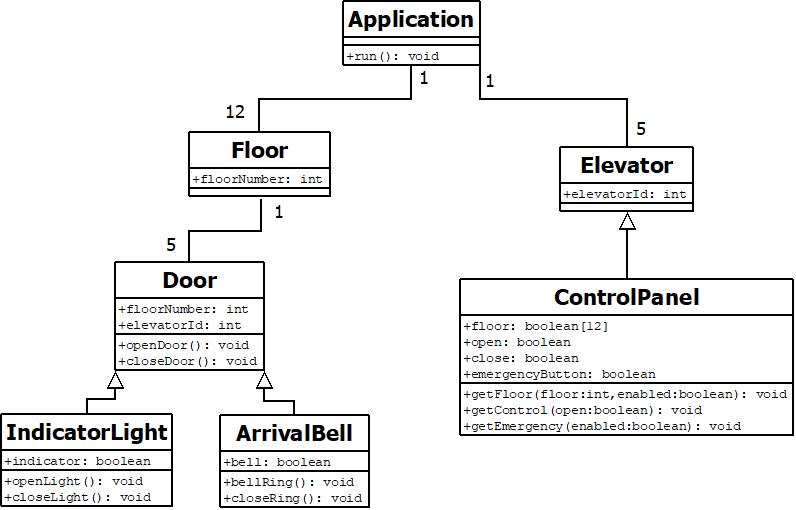 Application
+run(): void
1
1
12
5
Floor
+floorNumber: int
Elevator
+elevatorId: int
1
5
Door
+floorNumber: int
+elevatorId: int
+openDoor(): void
+closeDoor(): void
ControlPanel
+floor: boolean[12]
+open: boolean
+close: boolean
+emergencyButton: boolean
+getFloor(floor:int,enabled:boolean): void
+getControl(open:boolean): void
+getEmergency(enabled:boolean): void
IndicatorLight
+indicator: boolean
+openLight(): void
+closeLight(): void
ArrivalBell
+bell: boolean
+bellRing(): void
+closeRing(): void